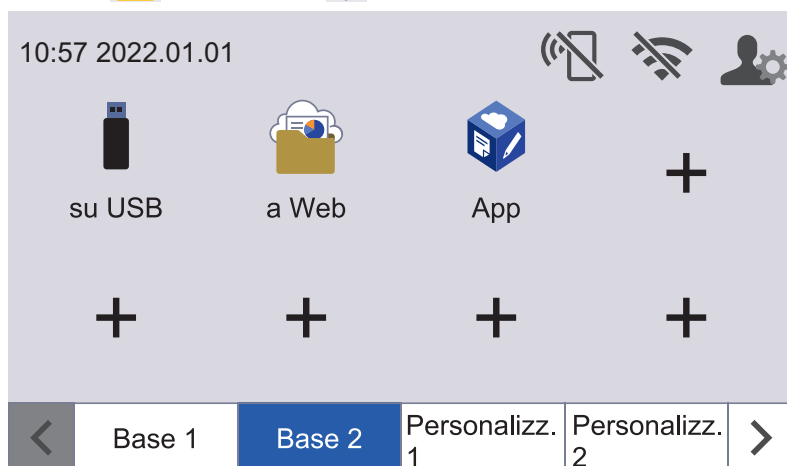 10:57 2022.01.01
su USB
a Web
App
Base 1
Base 2
Personalizz.
1
Personalizz.
2